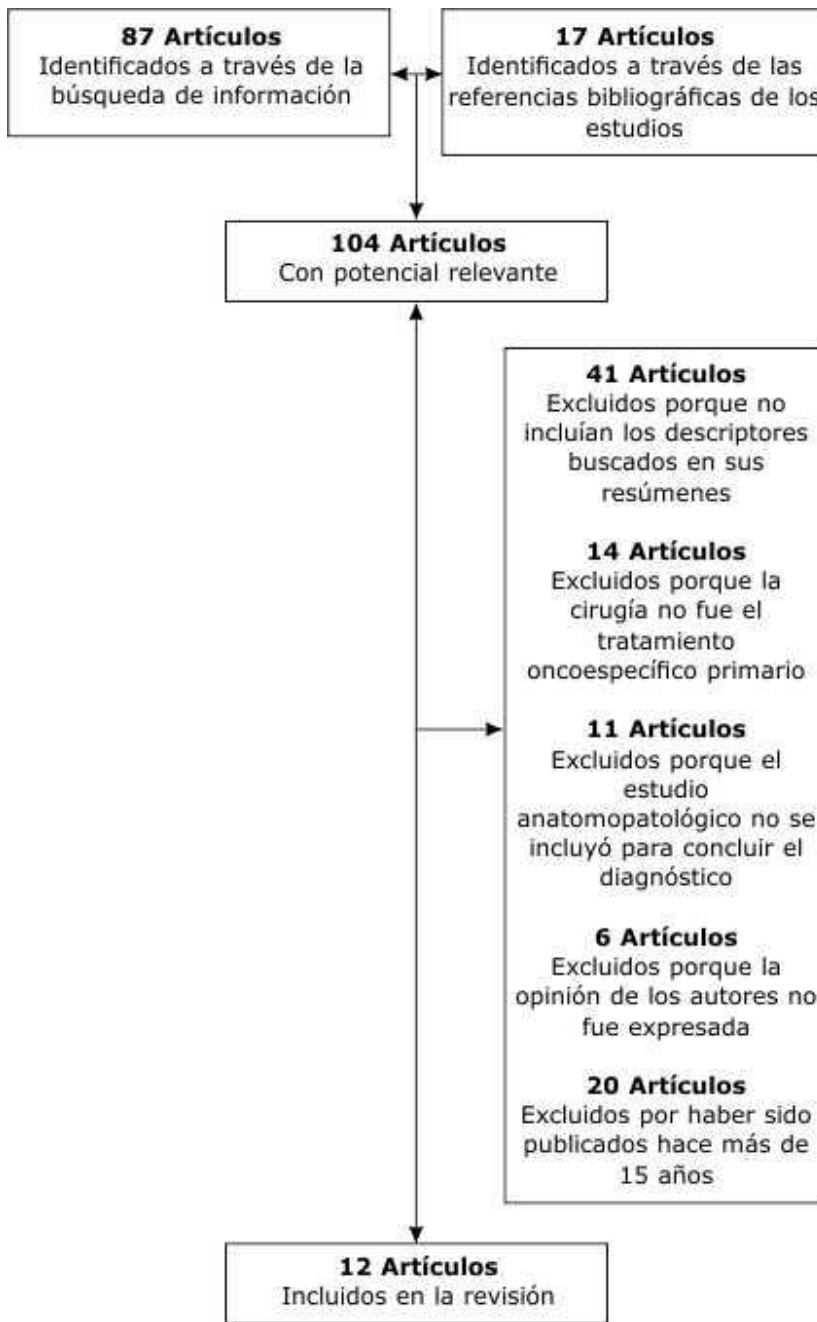 87 Artículos
Identificados a través de la
búsqueda de información
17 Artículos
Identificados a través de las
referencias bibliográficas de los
estudios
104 Artículos
Con potencial relevante
41 Artículos
Excluidos porque no
incluían los descriptores
buscados en sus
resúmenes
14 Artículos
Excluidos porque la
cirugía no fue el
tratamiento
oncoespecífico primario
11 Artículos
Excluidos porque el
estudio
anatomopatológico no se
incluyó para concluir el
diagnóstico
6 Artículos
Excluidos porque la
opinión de los autores no
fue expresada
20 Artículos
Excluidos por haber sido
publicados hace más de
15 años
12 Artículos
Incluidos en la revisión